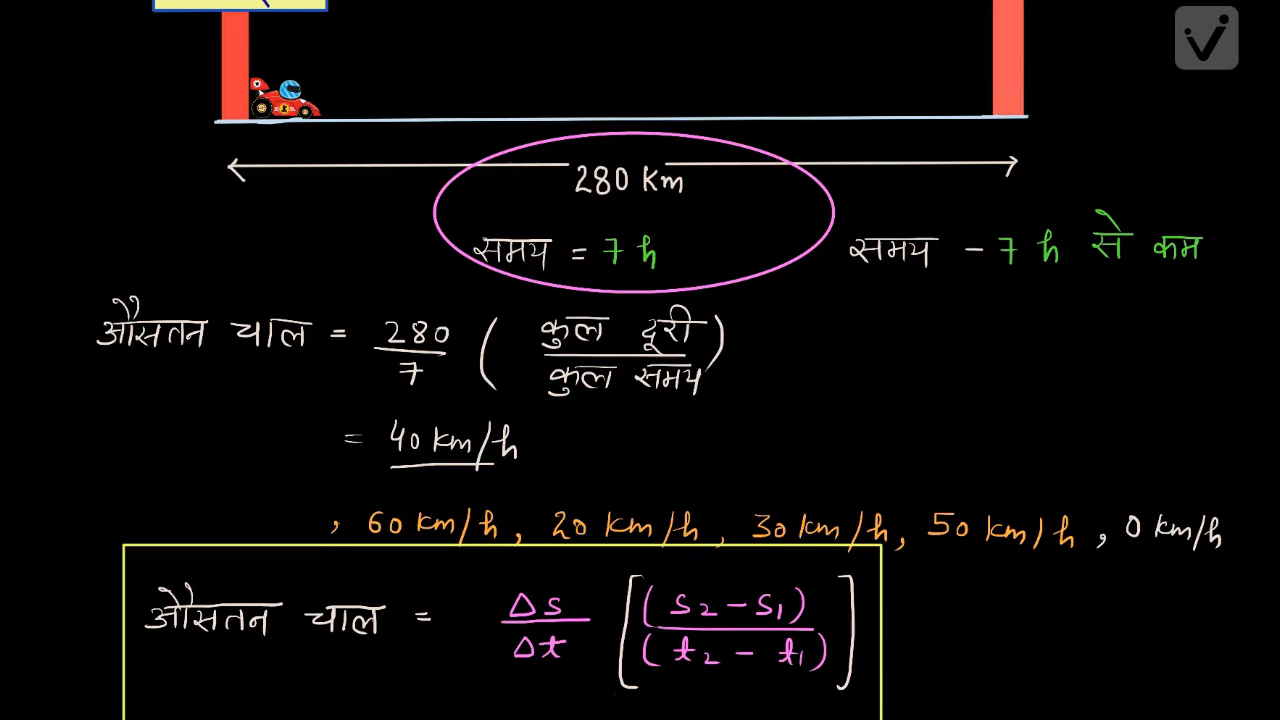 280 Km
समय = 7 h समय - 7 h से कम
औसतन चाल = 280/7 ( कुल दूरी/कुल समय )
= 40 km/h
, 60 km/h, 20 km/h, 30 km/h, 50 km/h, 0 km/h
औसतन चाल = Δs/Δt [(s₂-s₁)/(t₂-t₁)]